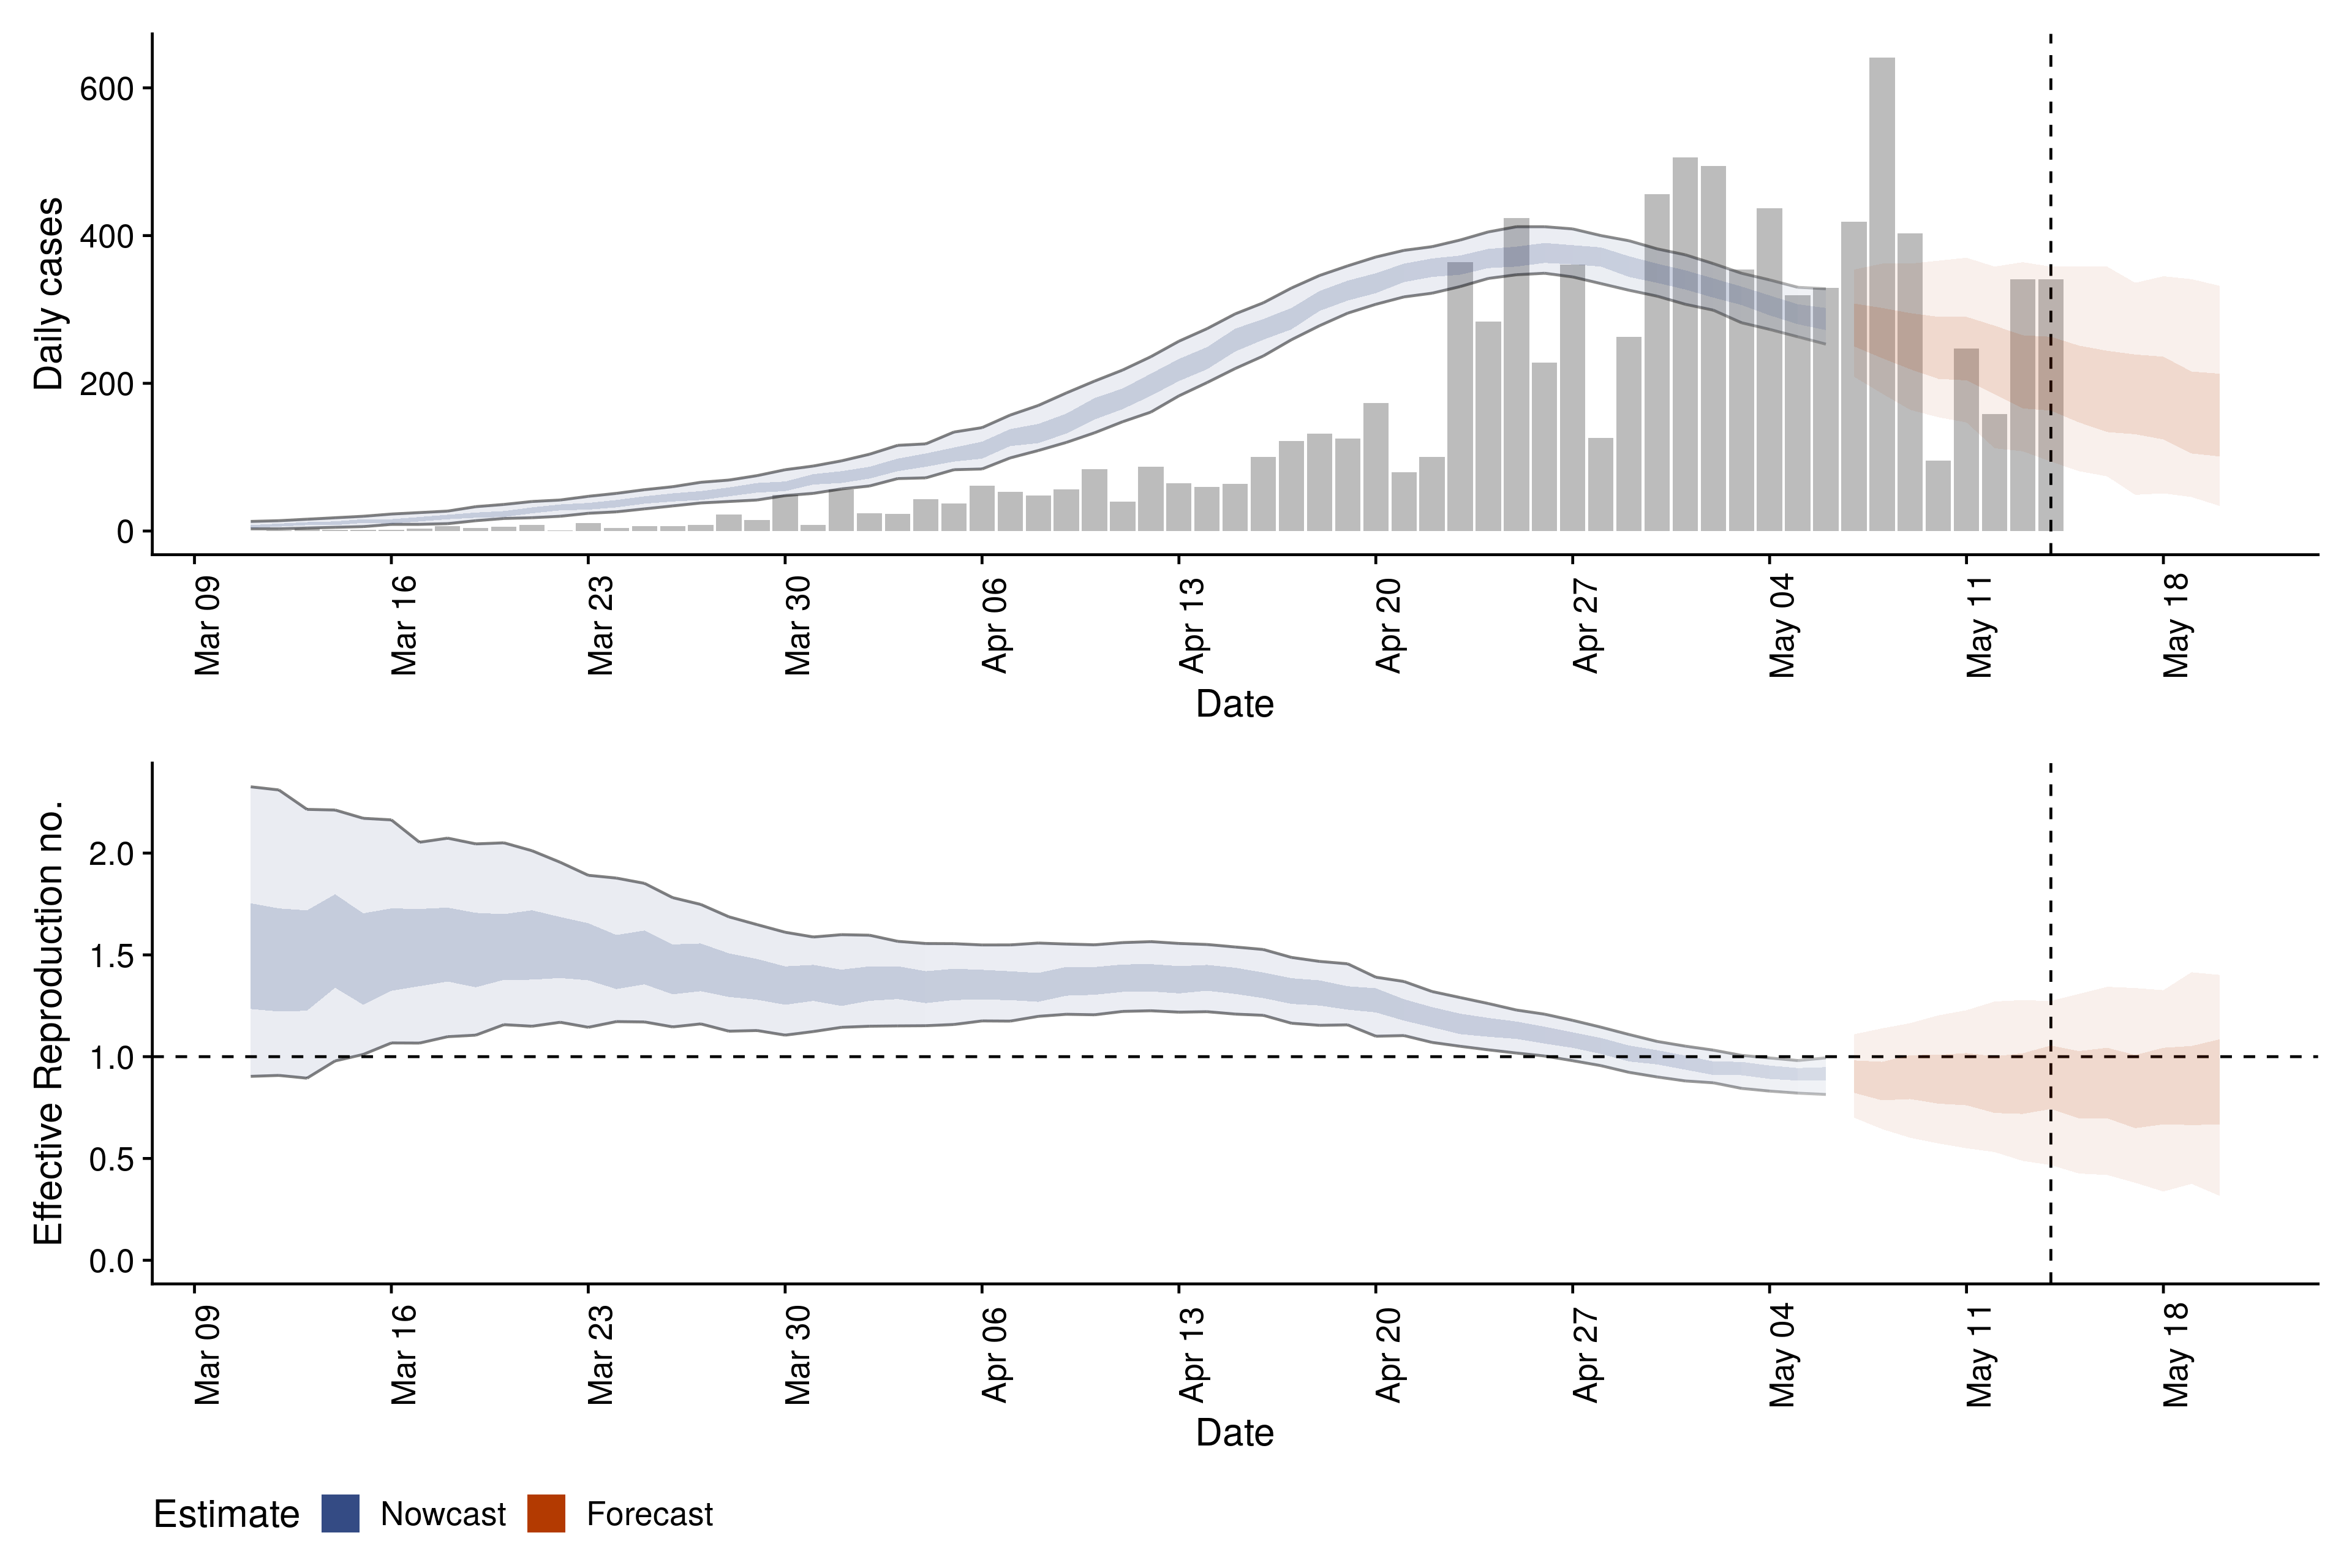 Daily cases
600
400
200
0
Mar 09
Mar 16
Mar 23
Mar 30
Apr 06
Apr 13
Apr 20
Apr 27
May 04
May 11
May 18
Date
Effective Reproduction no.
2.0
1.5
1.0
0.5
0.0
Mar 09
Mar 16
Mar 23
Mar 30
Apr 06
Apr 13
Apr 20
Apr 27
May 04
May 11
May 18
Date
Estimate Nowcast Forecast